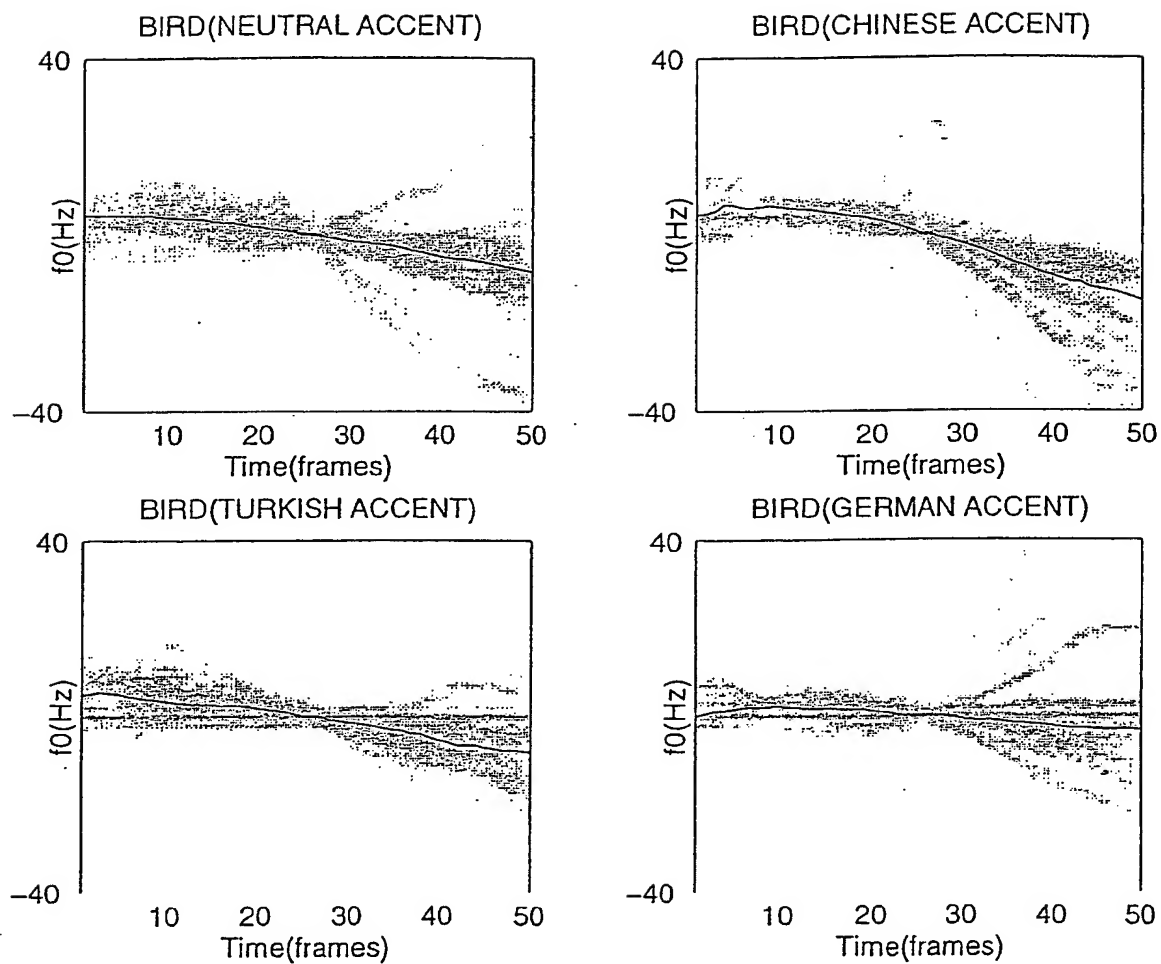 BIRD(NEUTRAL ACCENT)
40
f0(Hz)
−40
10 20 30 40 50
Time(frames)
BIRD(CHINESE ACCENT)
40
f0(Hz)
−40
10 20 30 40 50
Time(frames)
BIRD(TURKISH ACCENT)
40
f0(Hz)
−40
10 20 30 40 50
Time(frames)
BIRD(GERMAN ACCENT)
40
f0(Hz)
−40
10 20 30 40 50
Time(frames)